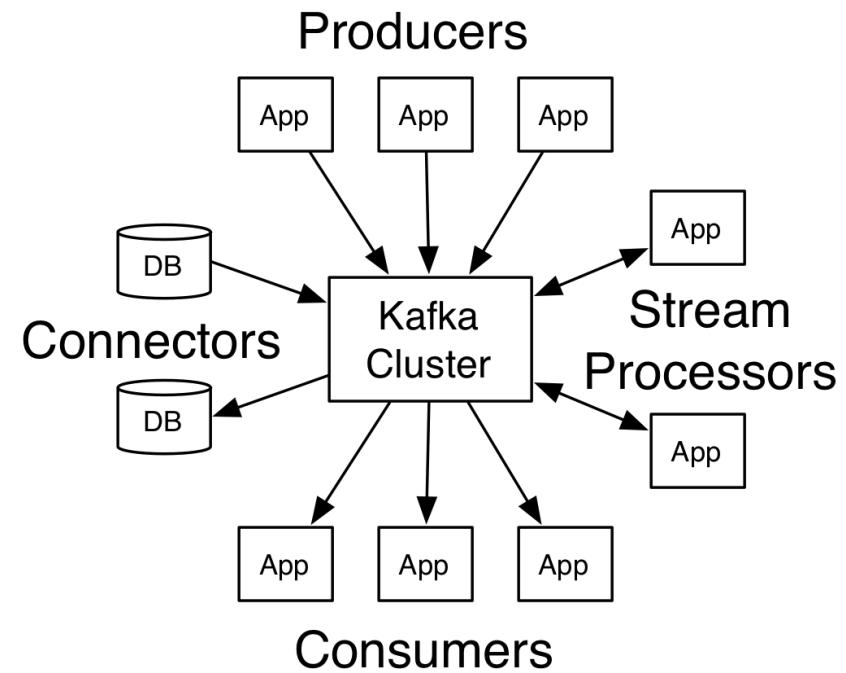 Producers
App
App
App
App
DB
Kafka
Cluster
Stream
Processors
Connectors
DB
App
App
App
App
Consumers